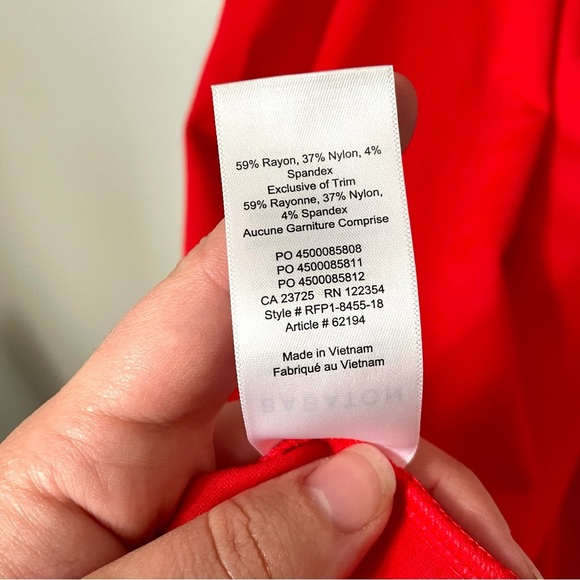 59% Rayon, 37% Nylon, 4%
Spandex
Exclusive of Trim
59% Rayonne, 37% Nylon,
4% Spandex
Aucune Garniture Comprise
PO 4500085808
PO 4500085811
PO 4500085812
CA 23725 RN 122354
Style # RFP1-8455-18
Article # 62194
Made in Vietnam
Fabriqué au Vietnam
BABATON